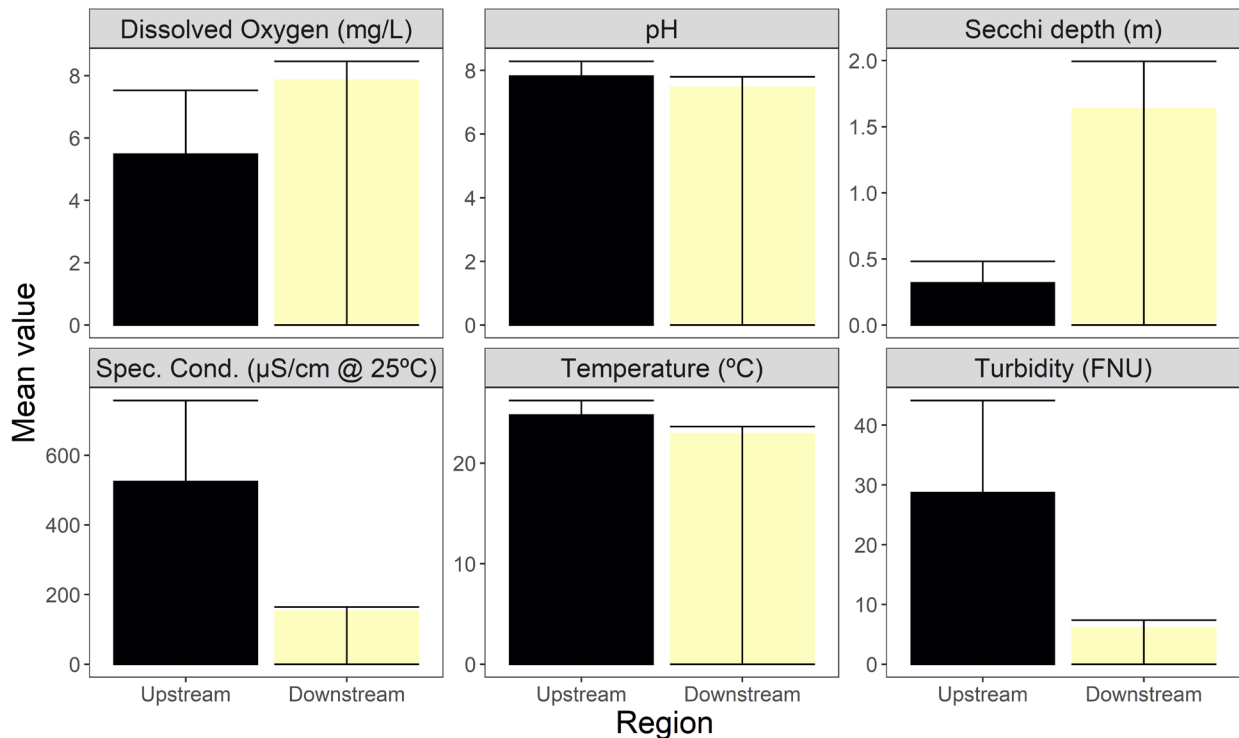 Dissolved Oxygen (mg/L)
pH
Secchi depth (m)
8
6
4
2
0
8
6
4
2
0
2.0
1.5
1.0
0.5
0.0
Mean value
Spec. Cond. (µS/cm @ 25ºC)
Temperature (ºC)
Turbidity (FNU)
600
400
200
0
20
10
0
40
30
20
10
0
Upstream
Downstream
Upstream
Downstream
Upstream
Downstream
Region